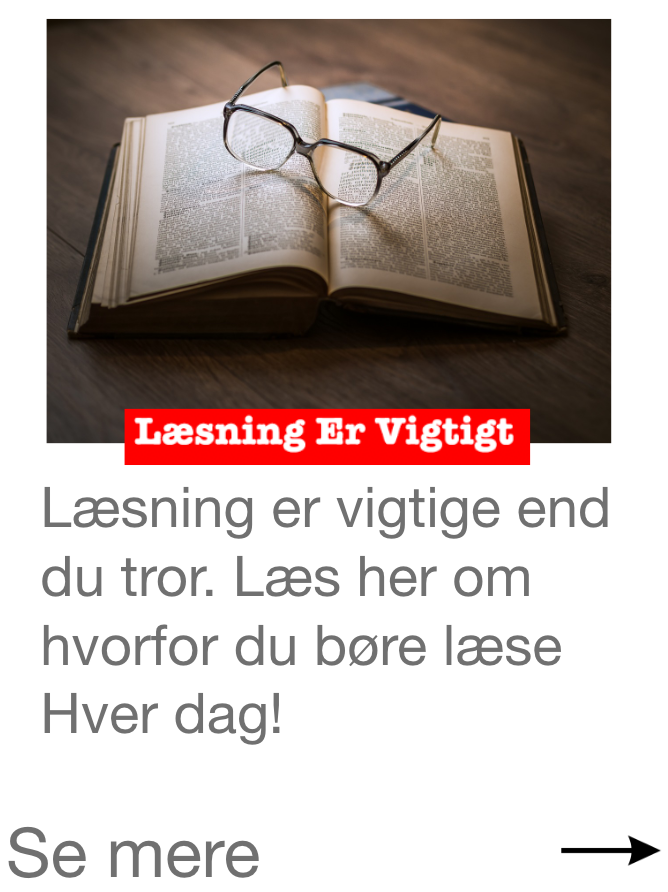 Læsning Er Vigtigt
Læsning er vigtige end
du tror. Læs her om
hvorfor du børe læse
Hver dag!
Se mere